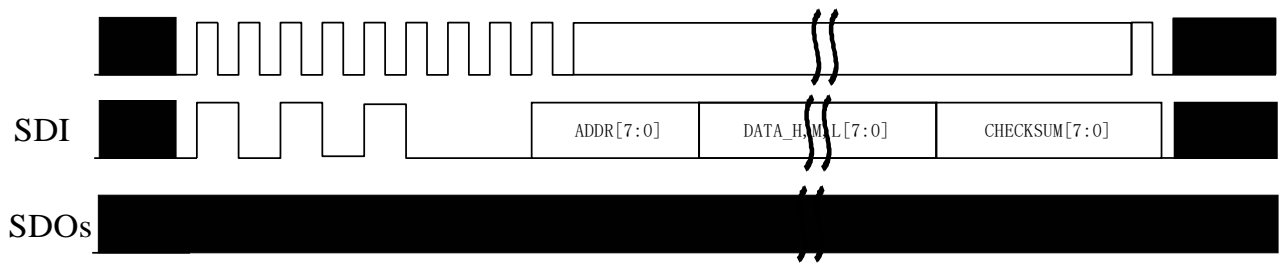 SDI
ADDR[7:0]
DATA_H,M,L[7:0]
CHECKSUM[7:0]
SDOs